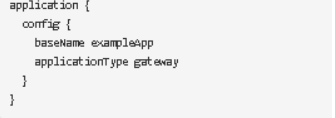 application {
  config {
    baseName exampleApp
    applicationType gateway
  }
}